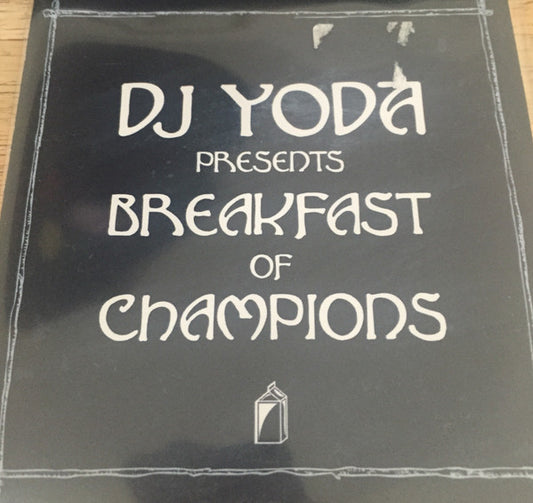 DJ YODA
PRESENTS
BREAKFAST
OF
CHAMPIONS